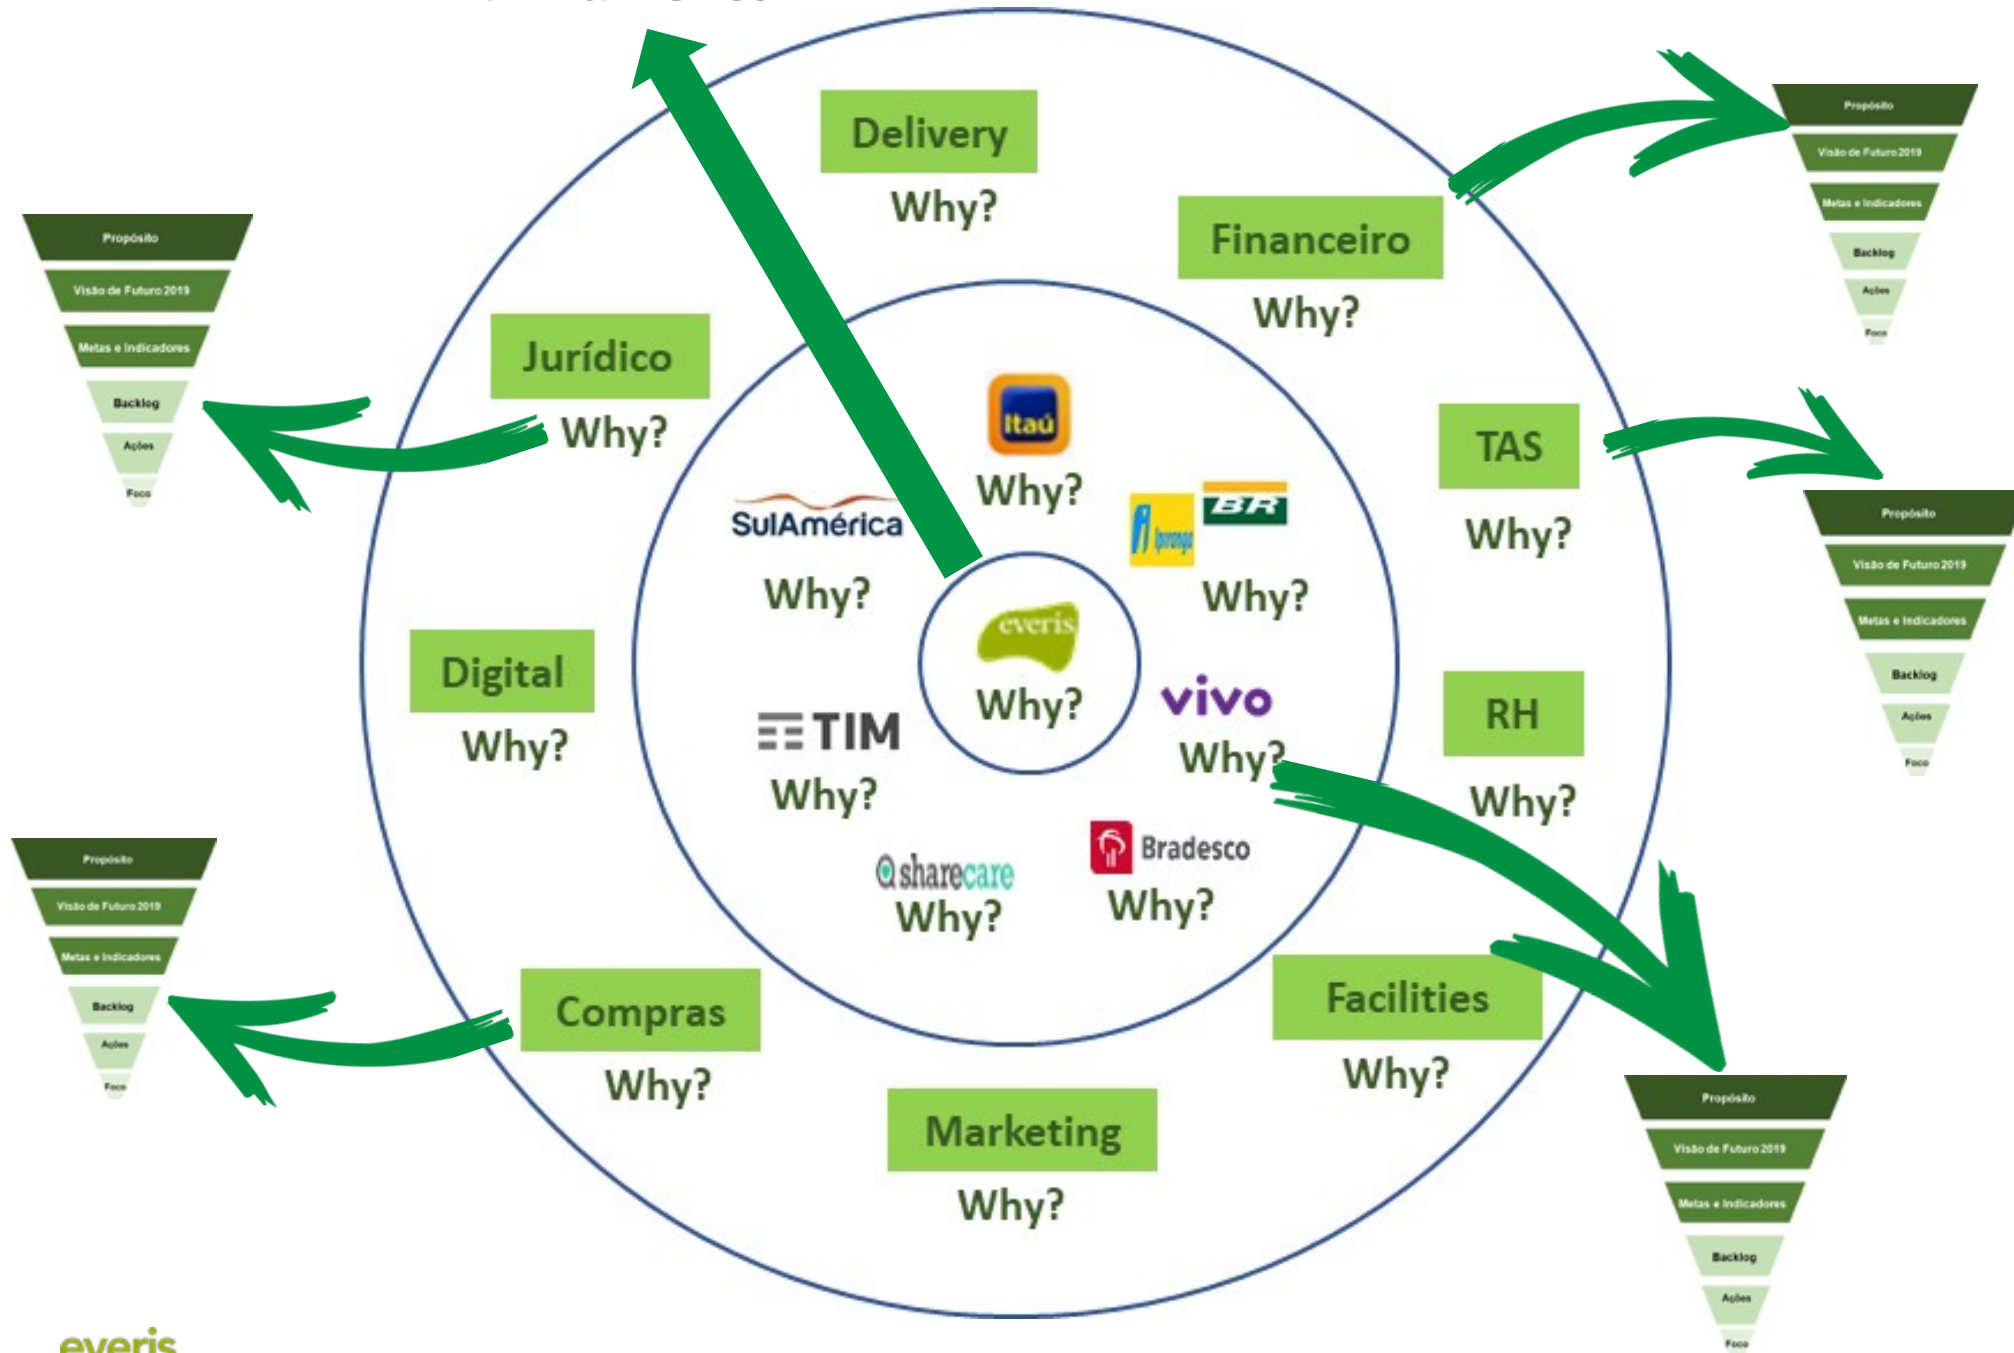 Delivery
Why?
Financeiro
Why?
Jurídico
Why?
TAS
Why?
RH
Why?
Digital
Why?
Compras
Why?
Marketing
Why?
Facilities
Why?
Itaú
Why?
SulAmérica
Why?
Ipiranga
BR
Why?
everis
Why?
vivo
Why?
TIM
Why?
sharecare
Why?
Bradesco
Why?
Propósito
Visão de Futuro 2019
Metas e Indicadores
Backlog
Ações
Foco
Propósito
Visão de Futuro 2019
Metas e Indicadores
Backlog
Ações
Foco
Propósito
Visão de Futuro 2019
Metas e Indicadores
Backlog
Ações
Foco
Propósito
Visão de Futuro 2019
Metas e Indicadores
Backlog
Ações
Foco
Propósito
Visão de Futuro 2019
Metas e Indicadores
Backlog
Ações
Foco
everis